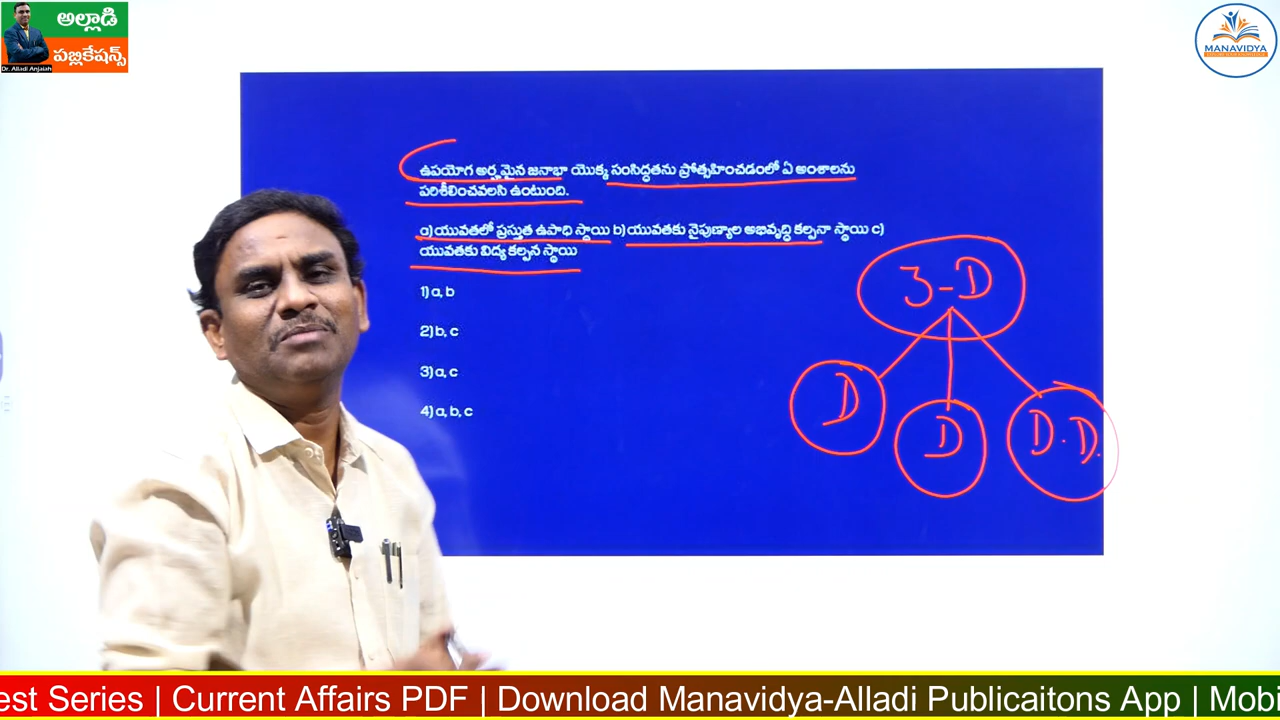 అల్లాడి
పబ్లికేషన్స్
Dr. Alladi Anjaiah
MANAVIDYA
ఉపయోగ అర్హమైన జనాభా యొక్క సంసిద్ధతను ప్రోత్సహించడంలో ఏ అంశాలను
పరిశీలించవలసి ఉంటుంది.
a)యువతలో ప్రస్తుత ఉపాధి స్థాయి b)యువతకు నైపుణ్యాల అభివృద్ధి కల్పనా స్థాయి c)
యువతకు విద్య కల్పన స్థాయి
1) a, b
2) b, c
3) a, c
4) a, b, c
3-D
D
D
D.D.
est Series | Current Affairs PDF | Download Manavidya-Alladi Publicaitons App | Mobi